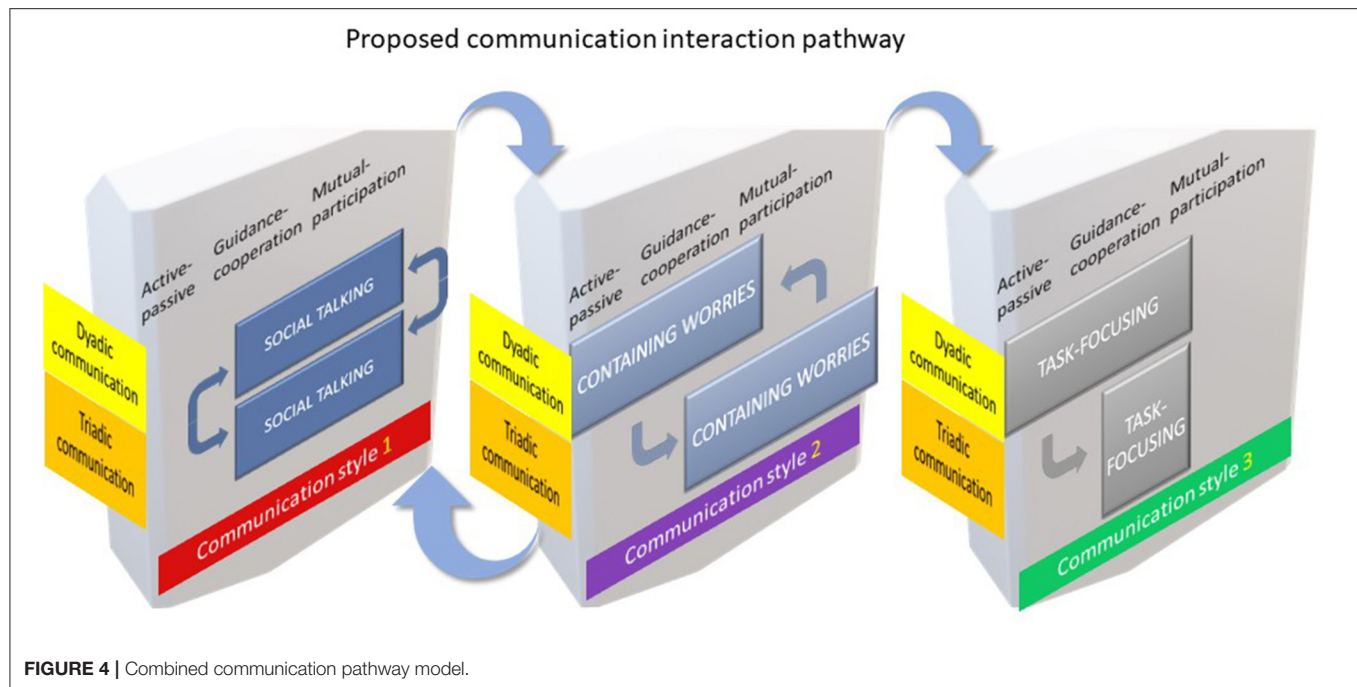 Proposed communication interaction pathway
Active-
passive
Guidance-
cooperation
Mutual-
participation
Dyadic
communication
Triadic
communication
SOCIAL TALKING
SOCIAL TALKING
Communication style 1
Active-
passive
Guidance-
cooperation
Mutual-
participation
Dyadic
communication
Triadic
communication
CONTAINING WORRIES
CONTAINING WORRIES
Communication style 2
Active-
passive
Guidance-
cooperation
Mutual-
participation
Dyadic
communication
Triadic
communication
TASK-FOCUSING
TASK-
FOCUSING
Communication style 3
FIGURE 4 | Combined communication pathway model.